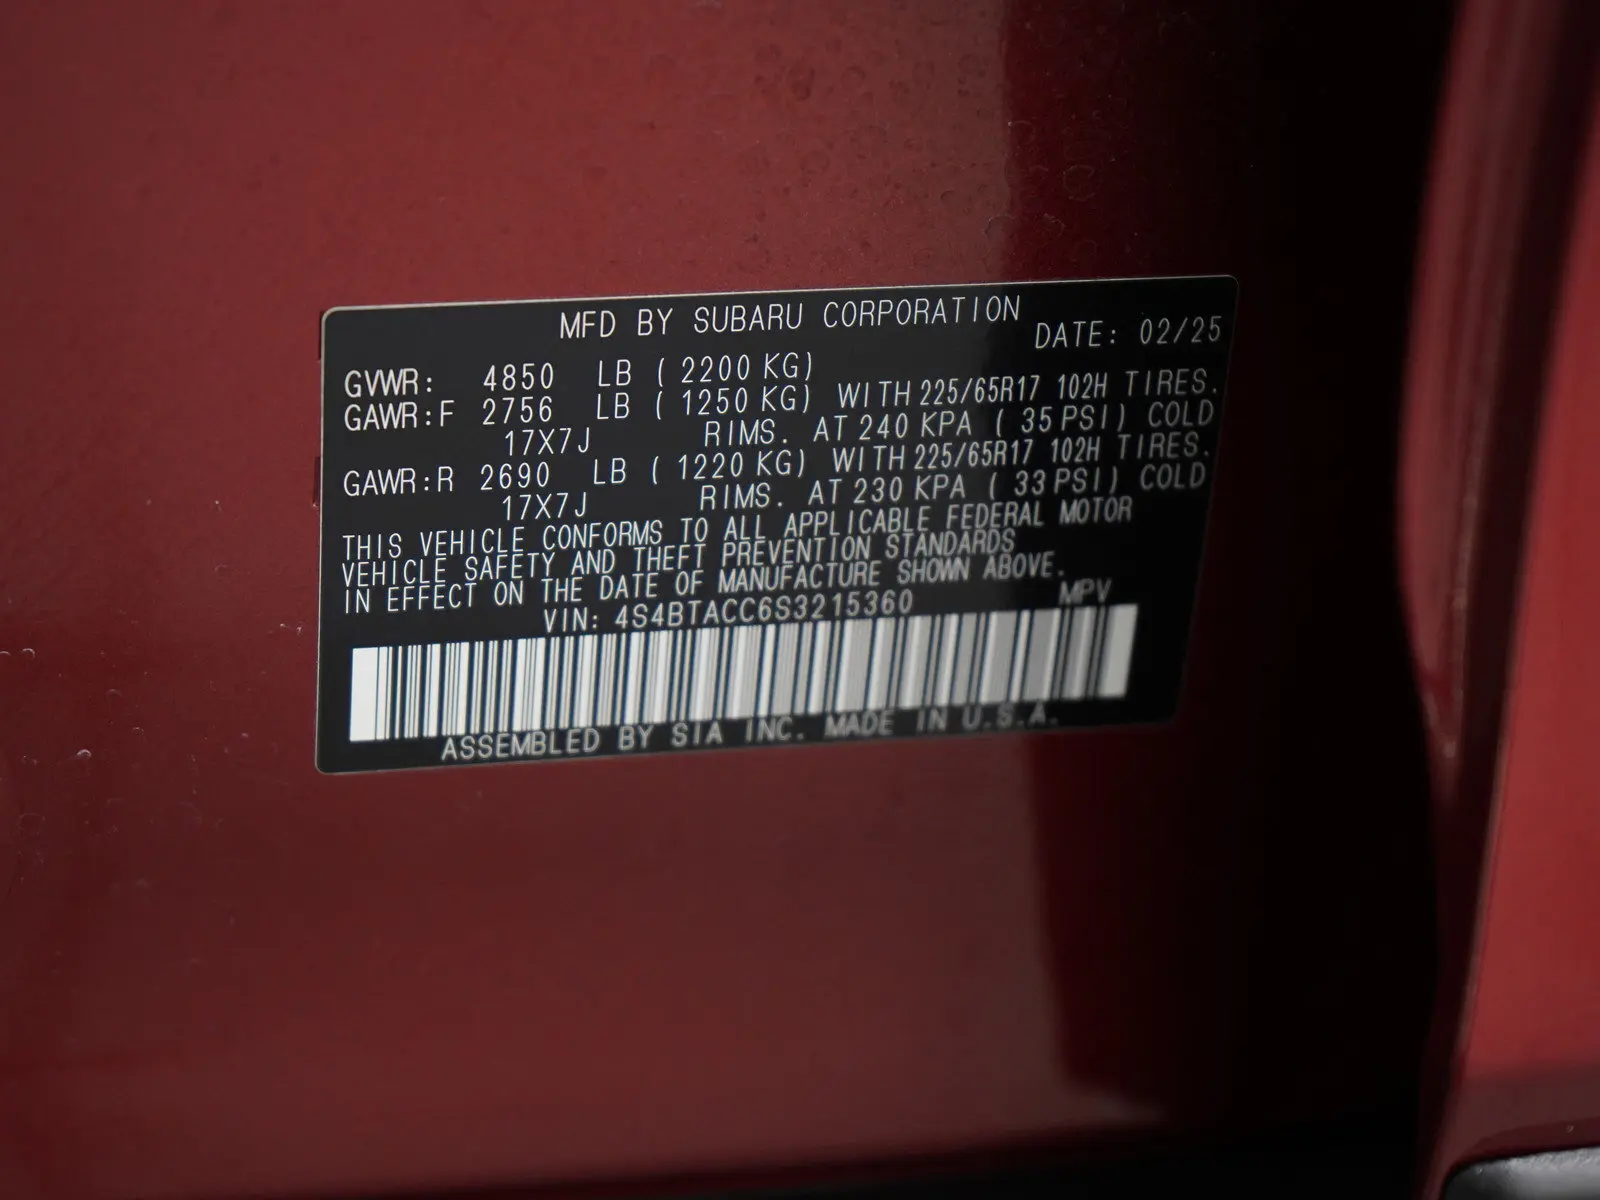 MFD BY SUBARU CORPORATION
DATE: 02/25
GVWR: 4850 LB ( 2200 KG)
GAWR:F 2756 LB ( 1250 KG) WITH 225/65R17 102H TIRES.
17X7J RIMS. AT 240 KPA ( 35 PSI) COLD
GAWR:R 2690 LB ( 1220 KG) WITH 225/65R17 102H TIRES.
17X7J RIMS. AT 230 KPA ( 33 PSI) COLD
THIS VEHICLE CONFORMS TO ALL APPLICABLE FEDERAL MOTOR
VEHICLE SAFETY AND THEFT PREVENTION STANDARDS
IN EFFECT ON THE DATE OF MANUFACTURE SHOWN ABOVE.
VIN: 4S4BTACC6S3215360 MPV
ASSEMBLED BY SIA INC. MADE IN U.S.A.